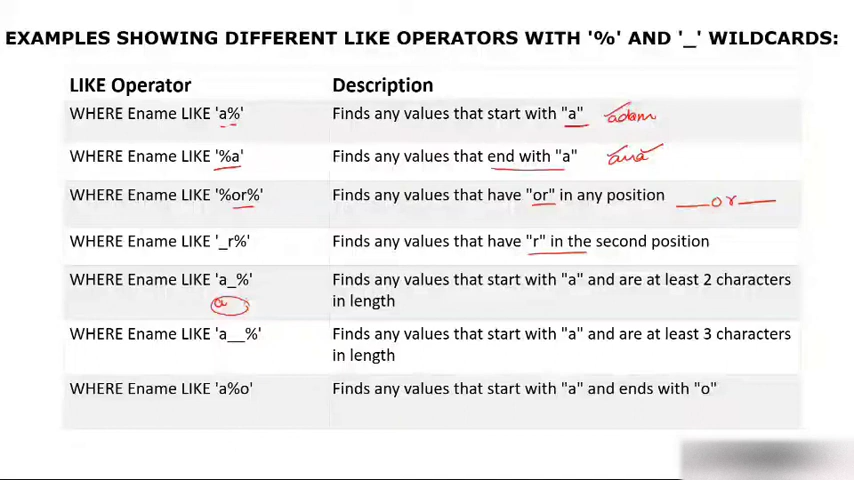 EXAMPLES SHOWING DIFFERENT LIKE OPERATORS WITH '%' AND '_' WILDCARDS:
LIKE Operator Description
WHERE Ename LIKE 'a%' Finds any values that start with "a" adam
WHERE Ename LIKE '%a' Finds any values that end with "a"
WHERE Ename LIKE '%or%' Finds any values that have "or" in any position __or__
WHERE Ename LIKE '_r%' Finds any values that have "r" in the second position
WHERE Ename LIKE 'a_%' Finds any values that start with "a" and are at least 2 characters
a in length
WHERE Ename LIKE 'a__%' Finds any values that start with "a" and are at least 3 characters
in length
WHERE Ename LIKE 'a%o' Finds any values that start with "a" and ends with "o"